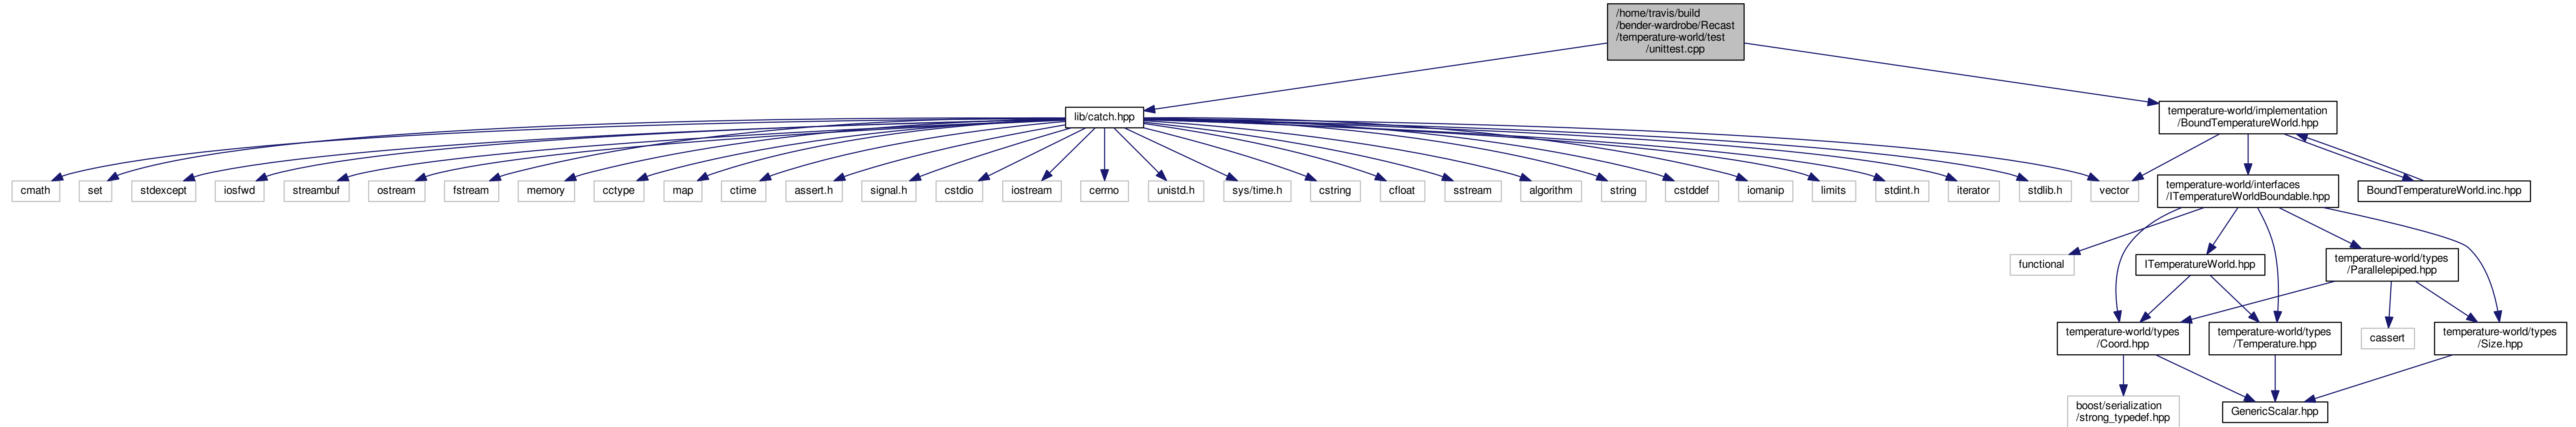 /home/travis/build
/bender-wardrobe/Recast
/temperature-world/test
/unittest.cpp
lib/catch.hpp
temperature-world/implementation
/BoundTemperatureWorld.hpp
cmath
set
stdexcept
iosfwd
streambuf
ostream
fstream
memory
cctype
map
ctime
assert.h
signal.h
cstdio
iostream
cerrno
unistd.h
sys/time.h
cstring
cfloat
sstream
algorithm
string
cstddef
iomanip
limits
stdint.h
iterator
stdlib.h
vector
temperature-world/interfaces
/ITemperatureWorldBoundable.hpp
BoundTemperatureWorld.inc.hpp
functional
ITemperatureWorld.hpp
temperature-world/types
/Parallelepiped.hpp
temperature-world/types
/Coord.hpp
temperature-world/types
/Temperature.hpp
cassert
temperature-world/types
/Size.hpp
boost/serialization
/strong_typedef.hpp
GenericScalar.hpp